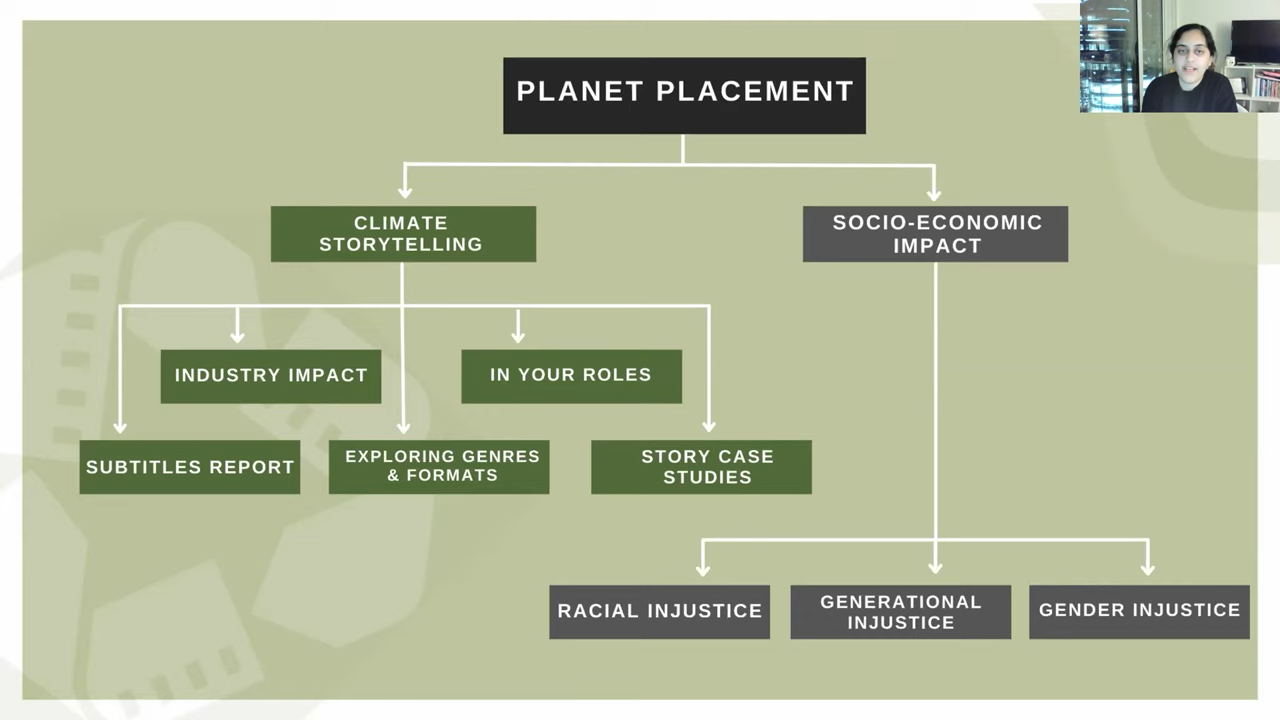 PLANET PLACEMENT
CLIMATE
STORYTELLING
SOCIO-ECONOMIC
IMPACT
INDUSTRY IMPACT
IN YOUR ROLES
SUBTITLES REPORT
EXPLORING GENRES
& FORMATS
STORY CASE
STUDIES
RACIAL INJUSTICE
GENERATIONAL
INJUSTICE
GENDER INJUSTICE